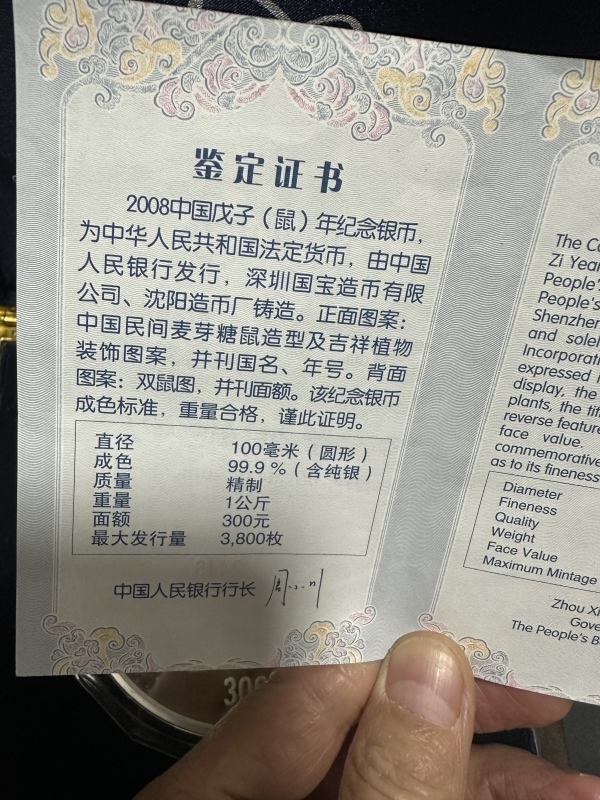 鉴定证书
2008中国戊子（鼠）年纪念银币，
为中华人民共和国法定货币，由中国
人民银行发行，深圳国宝造币有限
公司、沈阳造币厂铸造。正面图案：
中国民间麦芽糖鼠造型及吉祥植物
装饰图案，并刊国名、年号。背面
图案：双鼠图，并刊面额。该纪念银币
成色标准，重量合格，谨此证明。
直径 100毫米（圆形）
成色 99.9％（含纯银）
质量 精制
重量 1公斤
面额 300元
最大发行量 3,800枚
中国人民银行行长 周小川
The
Zi Year
People's
People's
Shenzhen
and solel
Incorporat
expressed
display, the
plants, the
reverse feature
face value.
commemorative
as to its fineness
Diameter
Fineness
Quality
Weight
Face Value
Maximum Mintage
Zhou Xi
Gove
The People's B
300